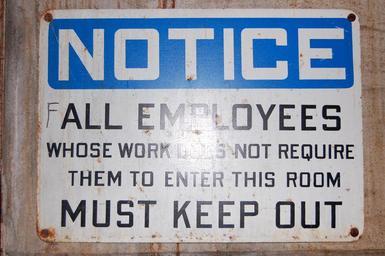 NOTICE
FALL EMPLOYEES
WHOSE WORK DOES NOT REQUIRE
THEM TO ENTER THIS ROOM
MUST KEEP OUT